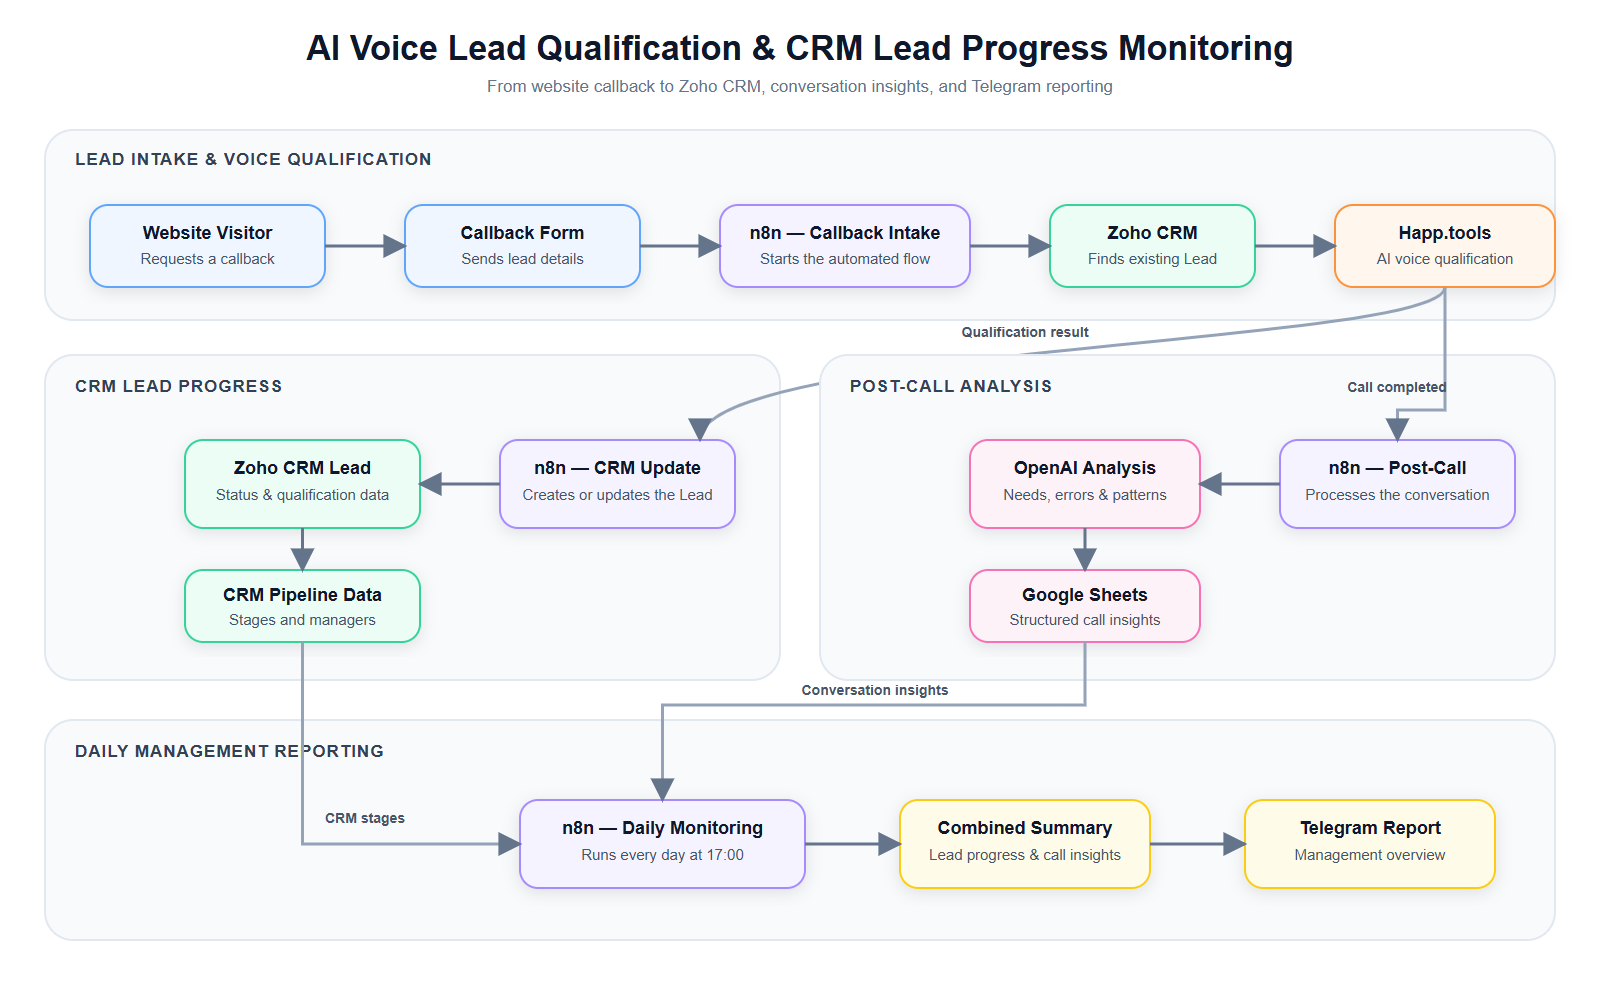 AI Voice Lead Qualification & CRM Lead Progress Monitoring
From website callback to Zoho CRM, conversation insights, and Telegram reporting
LEAD INTAKE & VOICE QUALIFICATION
Website Visitor
Requests a callback
Callback Form
Sends lead details
n8n — Callback Intake
Starts the automated flow
Zoho CRM
Finds existing Lead
Happ.tools
AI voice qualification
Qualification result
Call completed
CRM LEAD PROGRESS
Zoho CRM Lead
Status & qualification data
n8n — CRM Update
Creates or updates the Lead
CRM Pipeline Data
Stages and managers
POST-CALL ANALYSIS
OpenAI Analysis
Needs, errors & patterns
n8n — Post-Call
Processes the conversation
Google Sheets
Structured call insights
Conversation insights
DAILY MANAGEMENT REPORTING
CRM stages
n8n — Daily Monitoring
Runs every day at 17:00
Combined Summary
Lead progress & call insights
Telegram Report
Management overview